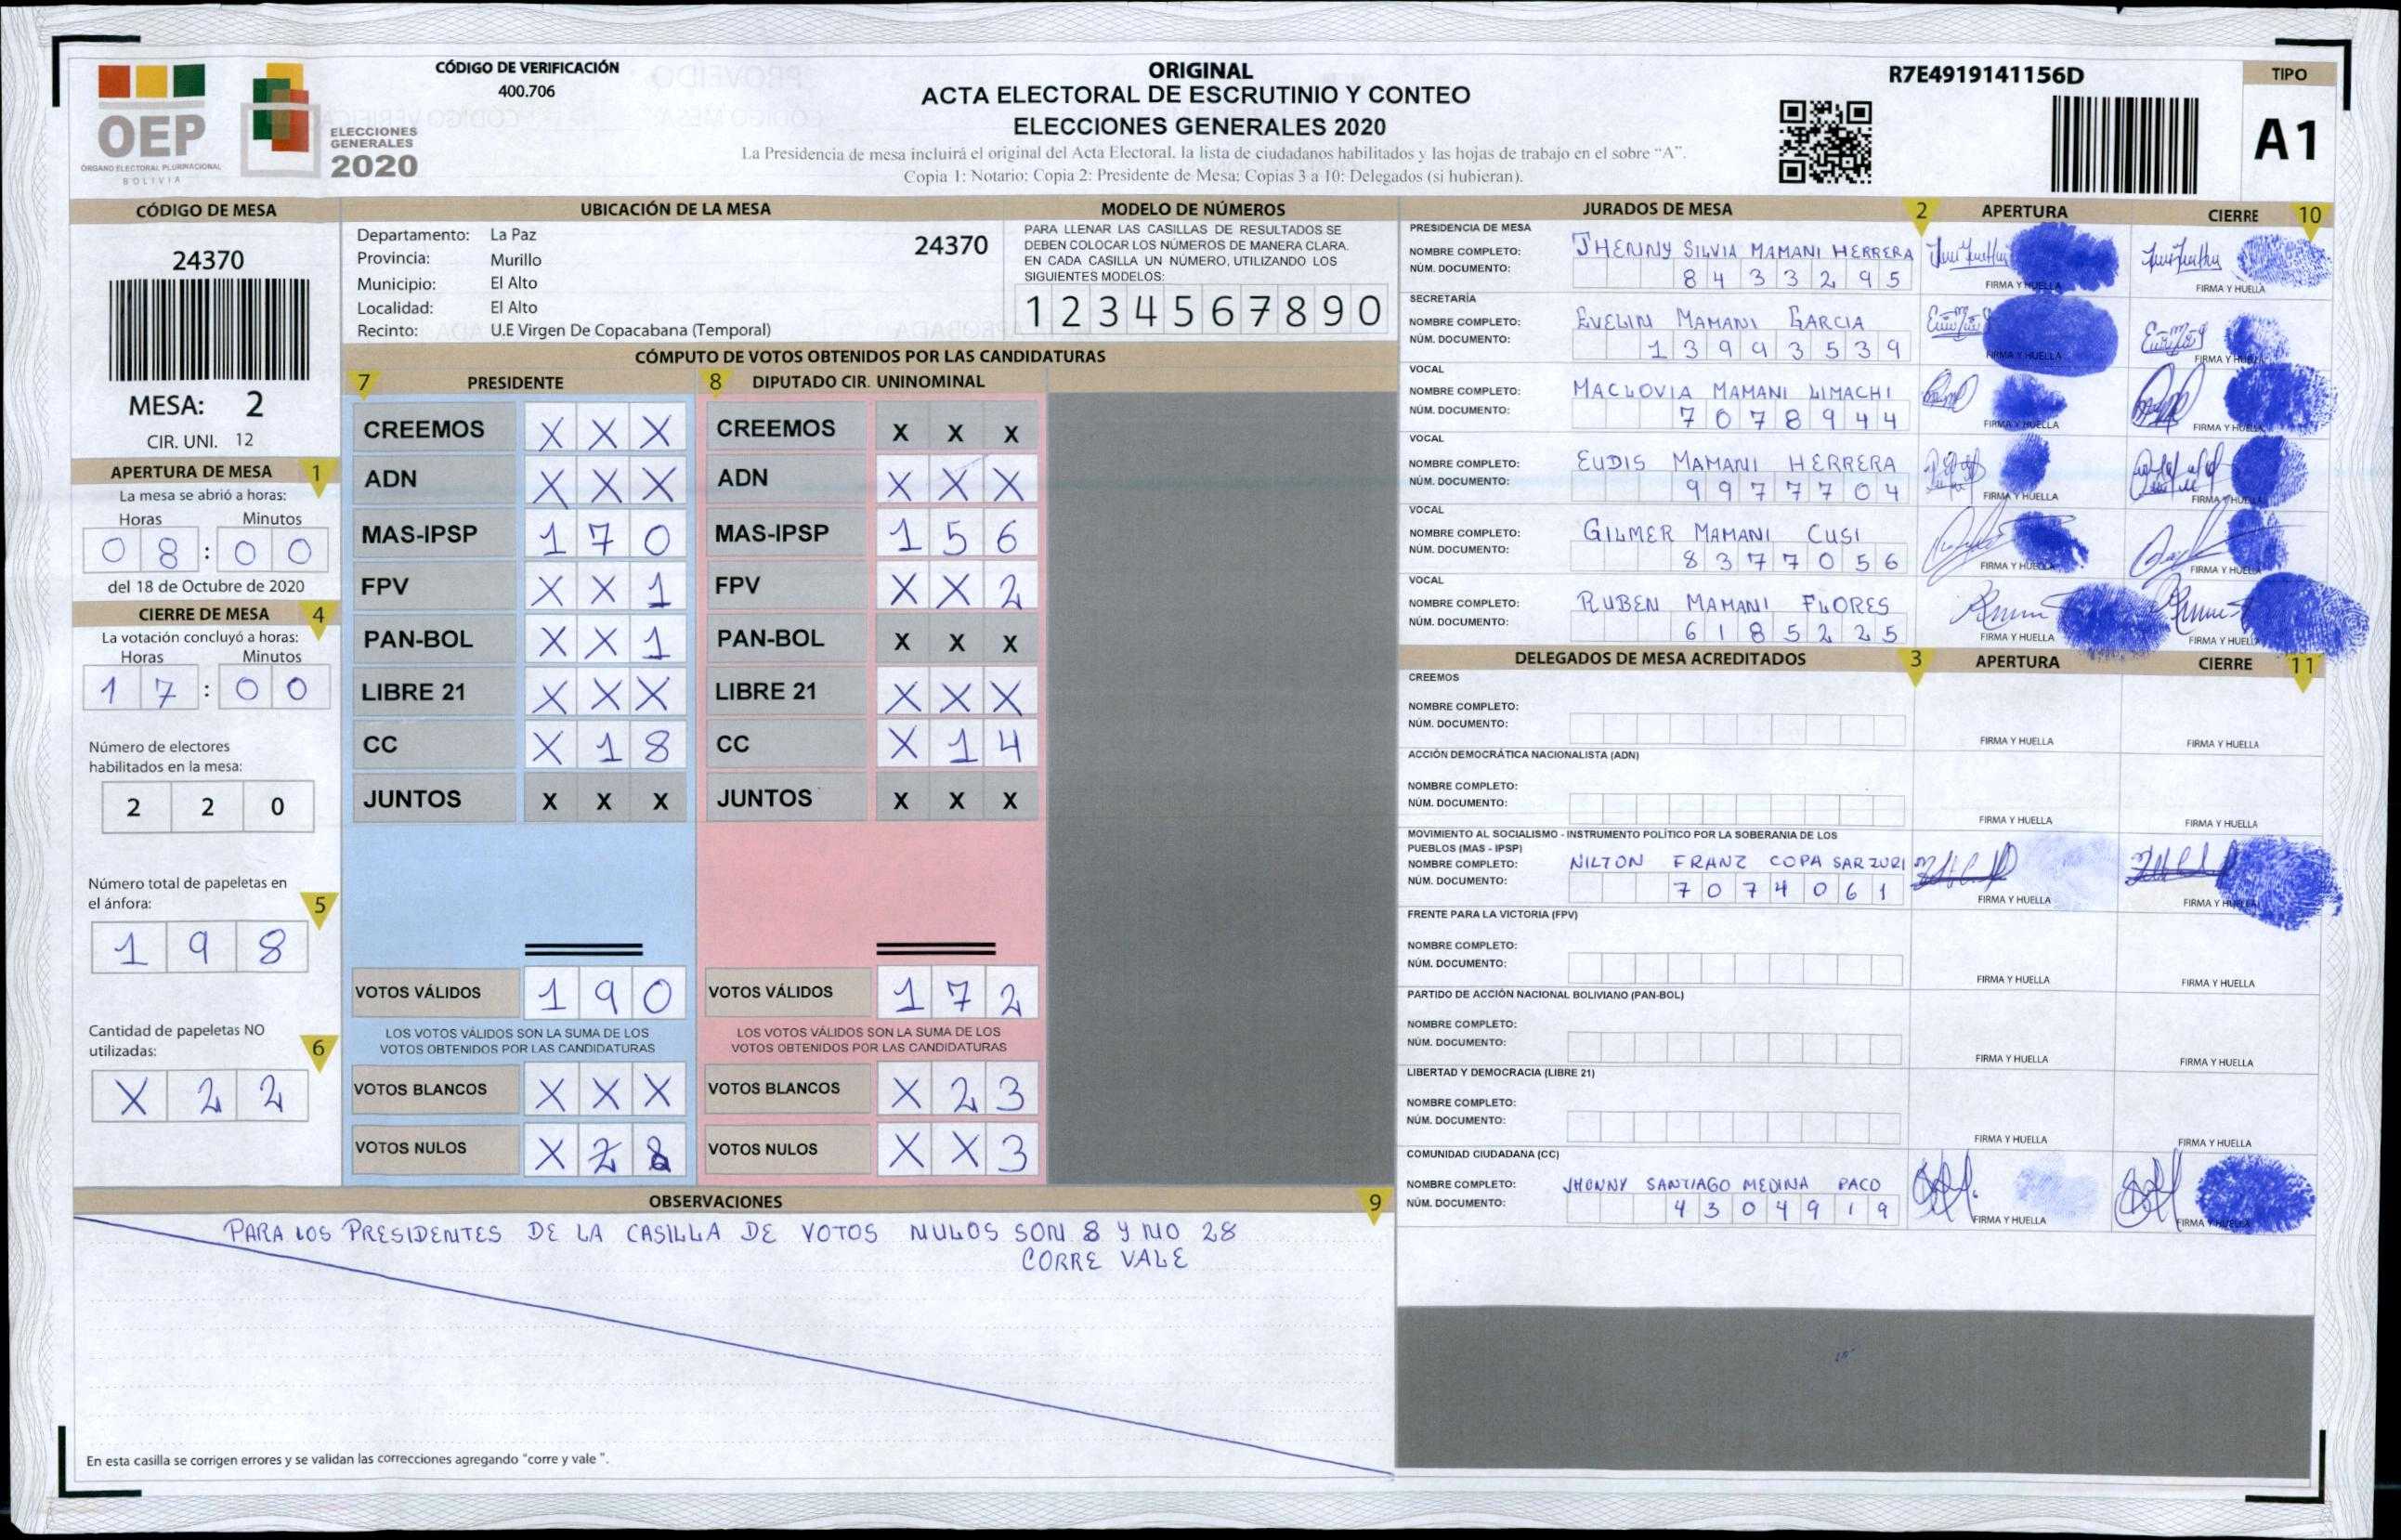 OEP
ÓRGANO ELECTORAL PLURINACIONAL
BOLIVIA
ELECCIONES
GENERALES
2020
CÓDIGO DE VERIFICACIÓN
400.706
ORIGINAL
ACTA ELECTORAL DE ESCRUTINIO Y CONTEO
ELECCIONES GENERALES 2020
La Presidencia de mesa incluirá el original del Acta Electoral, la lista de ciudadanos habilitados y las hojas de trabajo en el sobre “A”.
Copia 1: Notario; Copia 2: Presidente de Mesa; Copias 3 a 10: Delegados (si hubieran).
R7E4919141156D
TIPO
A1
CÓDIGO DE MESA
24370
MESA: 2
CIR. UNI. 12
APERTURA DE MESA 1
La mesa se abrió a horas:
Horas Minutos
0 8 : 0 0
del 18 de Octubre de 2020
CIERRE DE MESA 4
La votación concluyó a horas:
Horas Minutos
1 7 : 0 0
Número de electores
habilitados en la mesa:
2 2 0
Número total de papeletas en
el ánfora: 5
1 9 8
Cantidad de papeletas NO
utilizadas: 6
X 2 2
UBICACIÓN DE LA MESA
Departamento: La Paz 24370
Provincia: Murillo
Municipio: El Alto
Localidad: El Alto
Recinto: U.E Virgen De Copacabana (Temporal)
MODELO DE NÚMEROS
PARA LLENAR LAS CASILLAS DE RESULTADOS SE
DEBEN COLOCAR LOS NÚMEROS DE MANERA CLARA.
EN CADA CASILLA UN NÚMERO, UTILIZANDO LOS
SIGUIENTES MODELOS:
1 2 3 4 5 6 7 8 9 0
CÓMPUTO DE VOTOS OBTENIDOS POR LAS CANDIDATURAS
7 PRESIDENTE
CREEMOS X X X
ADN X X X
MAS-IPSP 1 7 0
FPV X X 1
PAN-BOL X X 1
LIBRE 21 X X X
CC X 1 8
JUNTOS X X X
VOTOS VÁLIDOS 1 9 0
LOS VOTOS VÁLIDOS SON LA SUMA DE LOS
VOTOS OBTENIDOS POR LAS CANDIDATURAS
VOTOS BLANCOS X X X
VOTOS NULOS X 2 8
8 DIPUTADO CIR. UNINOMINAL
CREEMOS X X X
ADN X X X
MAS-IPSP 1 5 6
FPV X X 2
PAN-BOL X X X
LIBRE 21 X X X
CC X 1 4
JUNTOS X X X
VOTOS VÁLIDOS 1 7 2
LOS VOTOS VÁLIDOS SON LA SUMA DE LOS
VOTOS OBTENIDOS POR LAS CANDIDATURAS
VOTOS BLANCOS X 2 3
VOTOS NULOS X X 3
OBSERVACIONES 9
PARA LOS PRESIDENTES DE LA CASILLA DE VOTOS NULOS SON 8 Y NO 28
CORRE VALE
En esta casilla se corrigen errores y se validan las correcciones agregando "corre y vale ".
JURADOS DE MESA 2 APERTURA CIERRE 10
PRESIDENCIA DE MESA
NOMBRE COMPLETO: JHENNY SILVIA MAMANI HERRERA
NÚM. DOCUMENTO: 8 4 3 3 2 9 5
FIRMA Y HUELLA FIRMA Y HUELLA
SECRETARÍA
NOMBRE COMPLETO: EVELIN MAMANI GARCIA
NÚM. DOCUMENTO: 1 3 9 9 3 5 3 9
FIRMA Y HUELLA FIRMA Y HUELLA
VOCAL
NOMBRE COMPLETO: MACLOVIA MAMANI LIMACHI
NÚM. DOCUMENTO: 7 0 7 8 9 4 4
FIRMA Y HUELLA FIRMA Y HUELLA
VOCAL
NOMBRE COMPLETO: EUDIS MAMANI HERRERA
NÚM. DOCUMENTO: 9 9 7 7 7 0 4
FIRMA Y HUELLA FIRMA Y HUELLA
VOCAL
NOMBRE COMPLETO: GILMER MAMANI CUSI
NÚM. DOCUMENTO: 8 3 7 7 0 5 6
FIRMA Y HUELLA FIRMA Y HUELLA
VOCAL
NOMBRE COMPLETO: RUBEN MAMANI FLORES
NÚM. DOCUMENTO: 6 1 8 5 2 2 5
FIRMA Y HUELLA FIRMA Y HUELLA
DELEGADOS DE MESA ACREDITADOS 3 APERTURA CIERRE 11
CREEMOS
NOMBRE COMPLETO:
NÚM. DOCUMENTO:
FIRMA Y HUELLA FIRMA Y HUELLA
ACCIÓN DEMOCRÁTICA NACIONALISTA (ADN)
NOMBRE COMPLETO:
NÚM. DOCUMENTO:
FIRMA Y HUELLA FIRMA Y HUELLA
MOVIMIENTO AL SOCIALISMO - INSTRUMENTO POLÍTICO POR LA SOBERANIA DE LOS
PUEBLOS (MAS - IPSP)
NOMBRE COMPLETO: NILTON FRANZ COPA SARZURI
NÚM. DOCUMENTO: 7 0 7 4 0 6 1
FIRMA Y HUELLA FIRMA Y HUELLA
FRENTE PARA LA VICTORIA (FPV)
NOMBRE COMPLETO:
NÚM. DOCUMENTO:
FIRMA Y HUELLA FIRMA Y HUELLA
PARTIDO DE ACCIÓN NACIONAL BOLIVIANO (PAN-BOL)
NOMBRE COMPLETO:
NÚM. DOCUMENTO:
FIRMA Y HUELLA FIRMA Y HUELLA
LIBERTAD Y DEMOCRACIA (LIBRE 21)
NOMBRE COMPLETO:
NÚM. DOCUMENTO:
FIRMA Y HUELLA FIRMA Y HUELLA
COMUNIDAD CIUDADANA (CC)
NOMBRE COMPLETO: JHONNY SANTIAGO MEDINA PACO
NÚM. DOCUMENTO: 4 3 0 4 9 1 9
FIRMA Y HUELLA FIRMA Y HUELLA